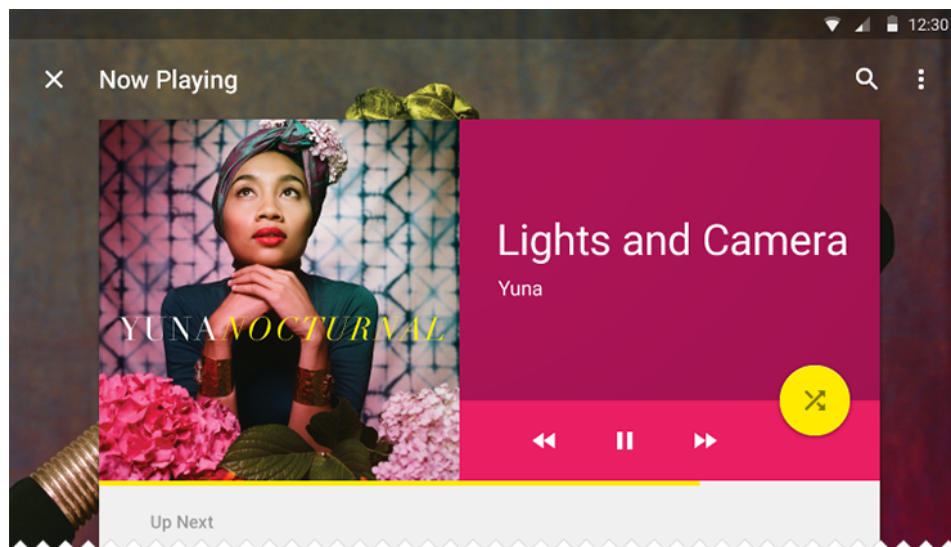 12:30
Now Playing
YUNA NOCTURNAL
Lights and Camera
Yuna
Up Next